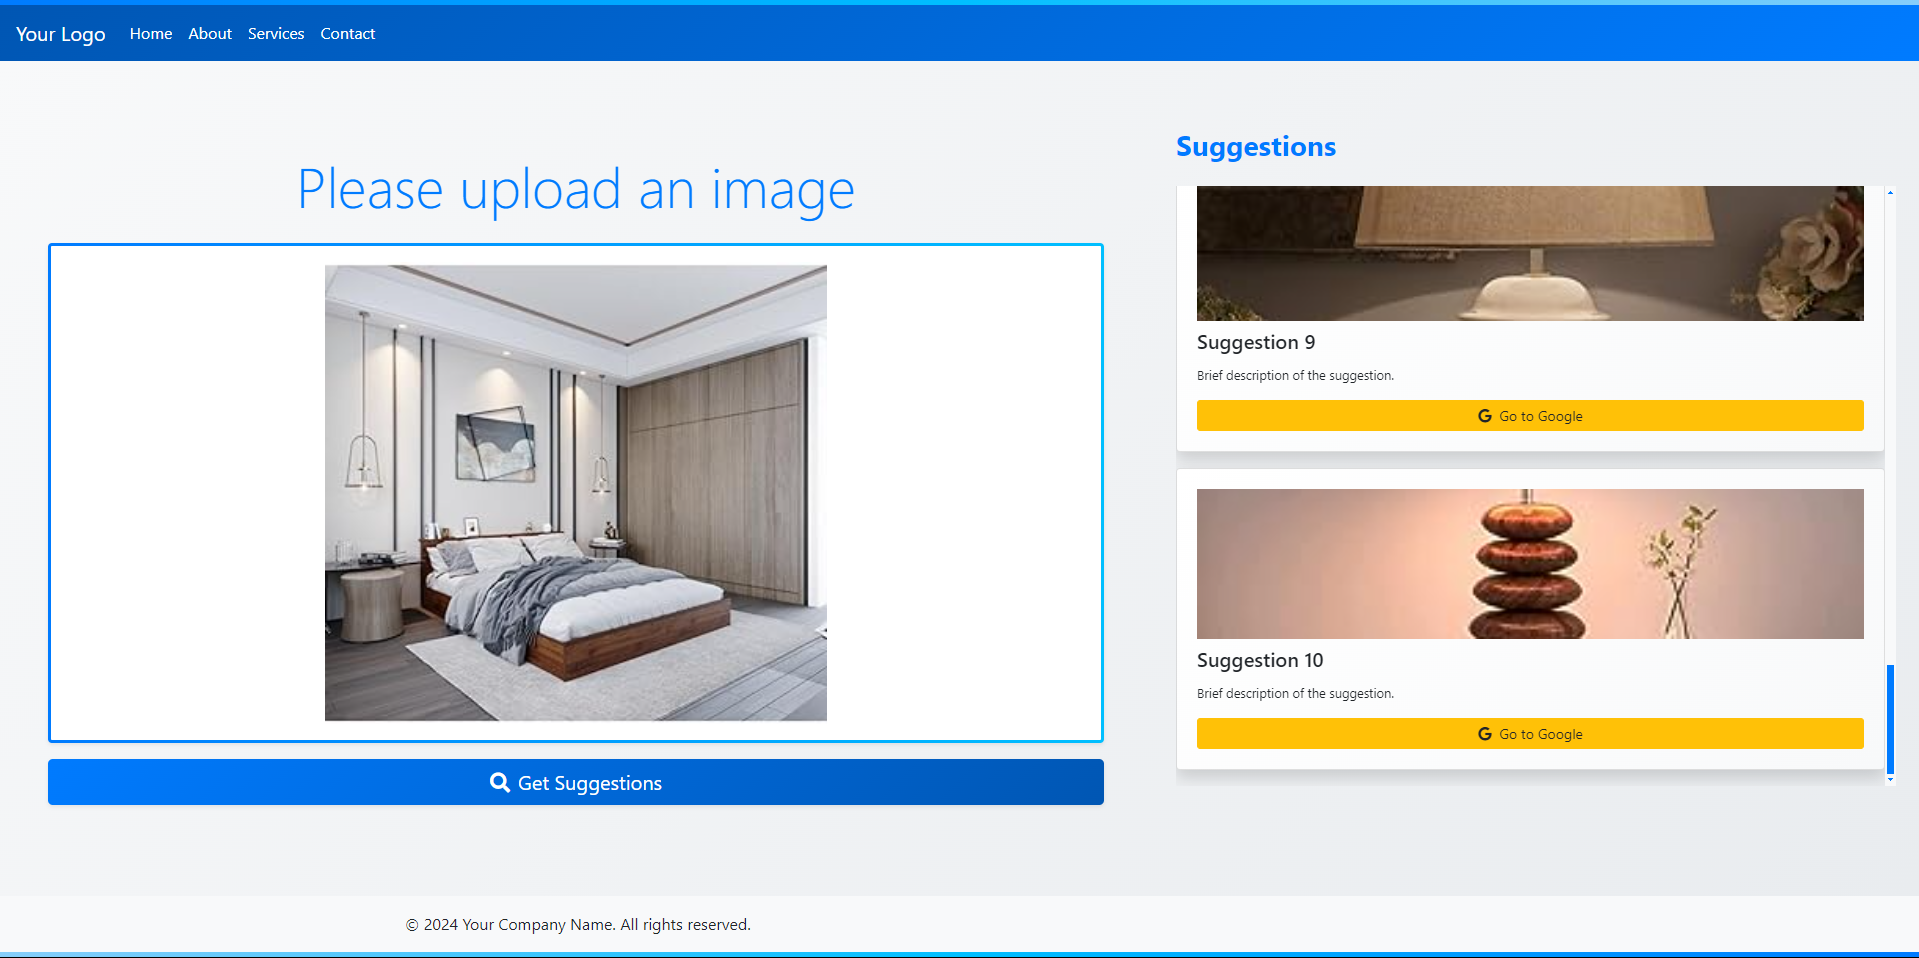 Your Logo Home About Services Contact
Please upload an image
Get Suggestions
Suggestions
Suggestion 9
Brief description of the suggestion.
Go to Google
Suggestion 10
Brief description of the suggestion.
Go to Google
© 2024 Your Company Name. All rights reserved.